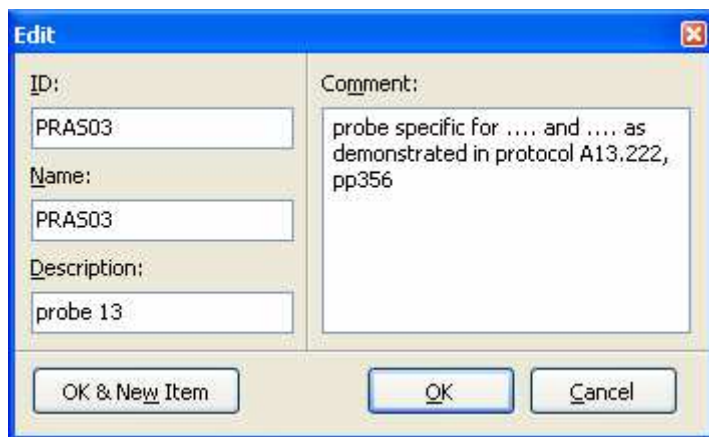 Edit
ID:
PRAS03
Name:
PRAS03
Description:
probe 13
Comment:
probe specific for .... and .... as
demonstrated in protocol A13.222,
pp356
OK & New Item
OK
Cancel